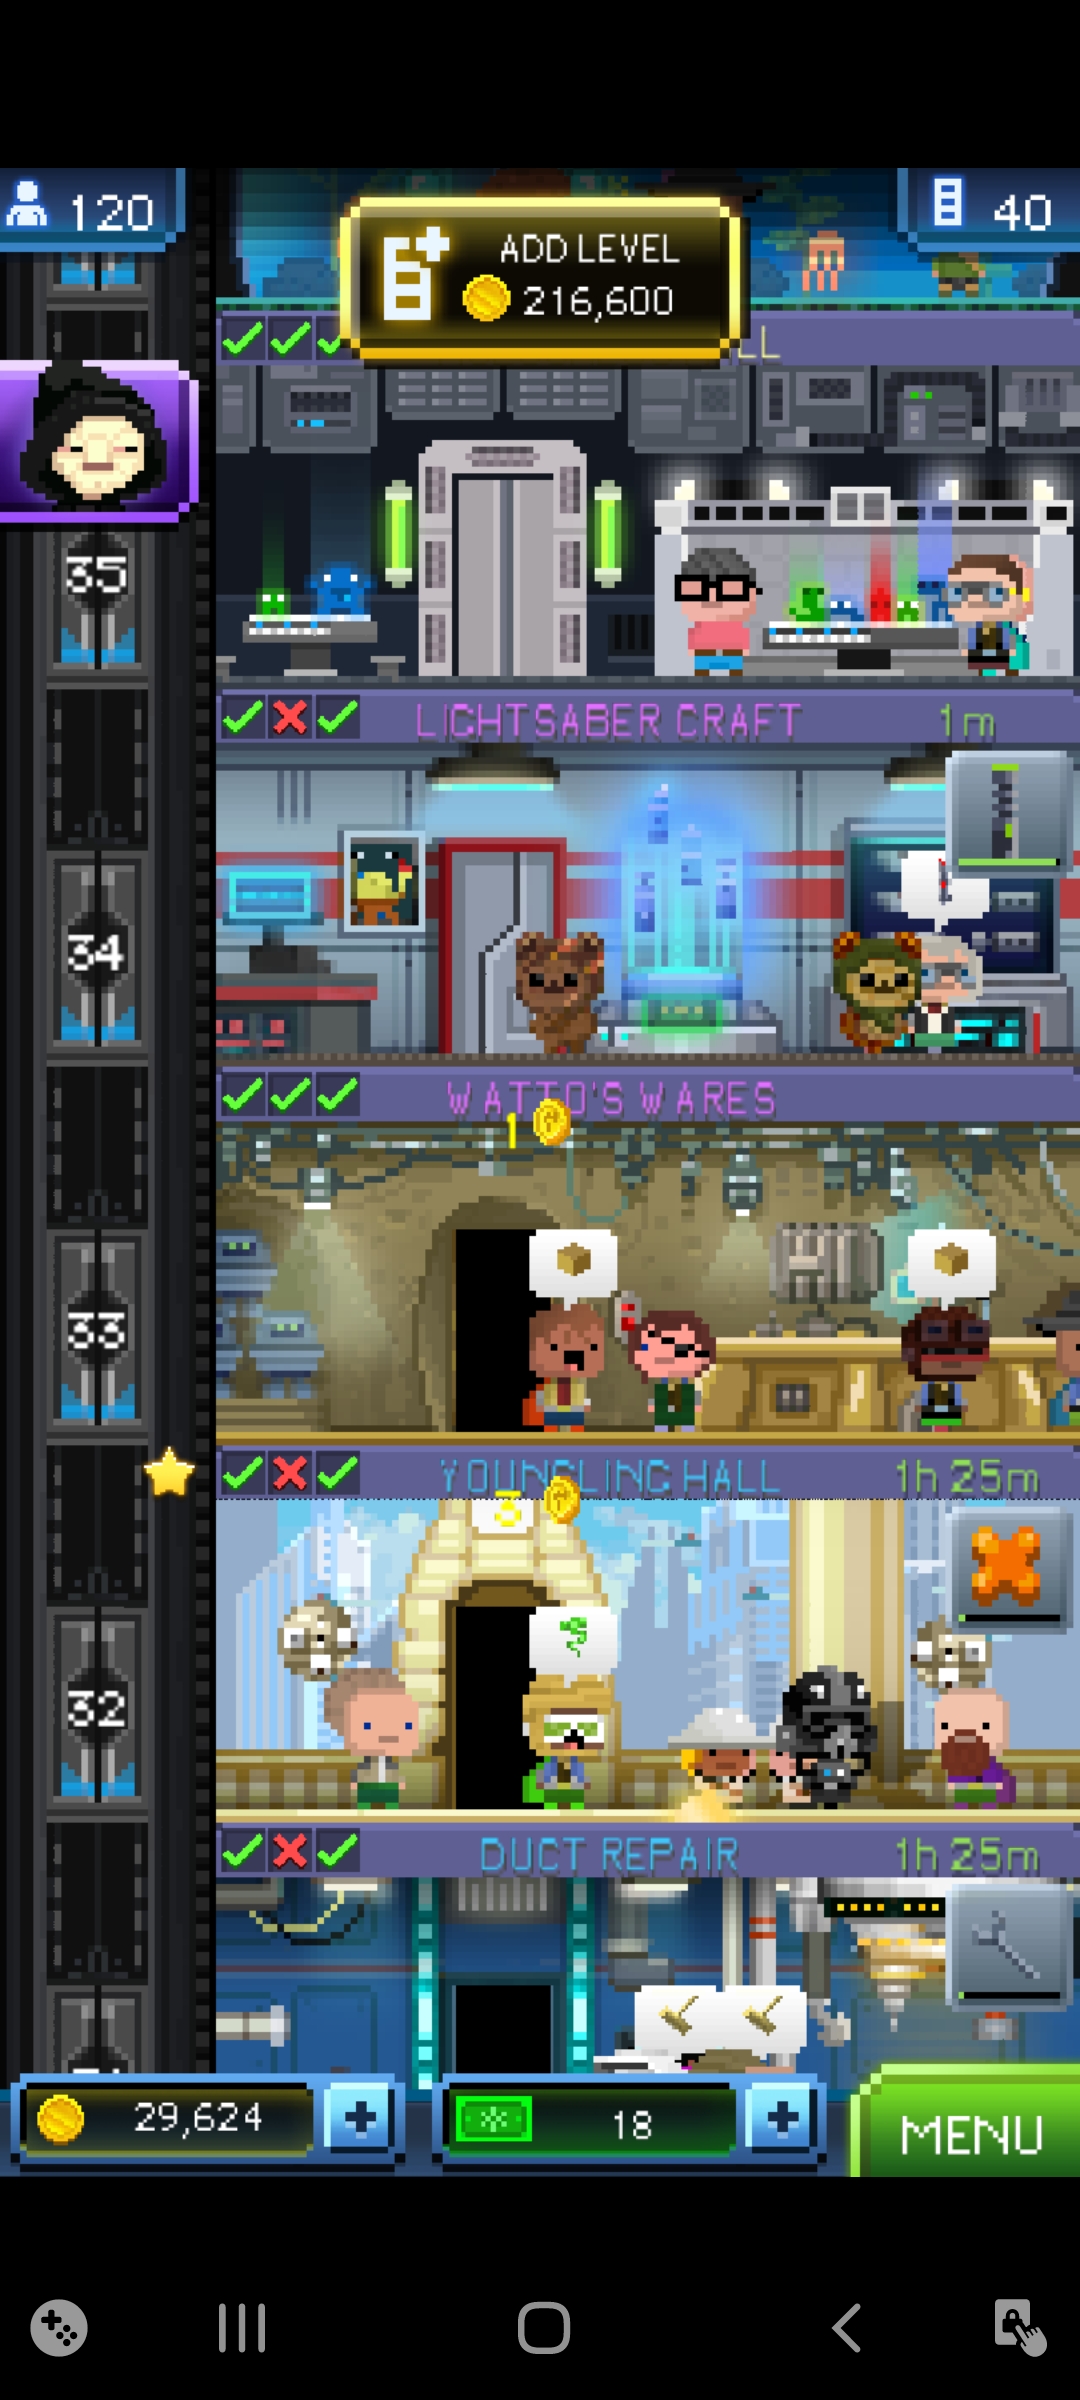 120
ADD LEVEL
216,600
40
LL
35
LIGHTSABER CRAFT
1m
34
WATTO'S WARES
1
33
YOUNGLING HALL
1h 25m
32
DUCT REPAIR
1h 25m
29,624
18
MENU